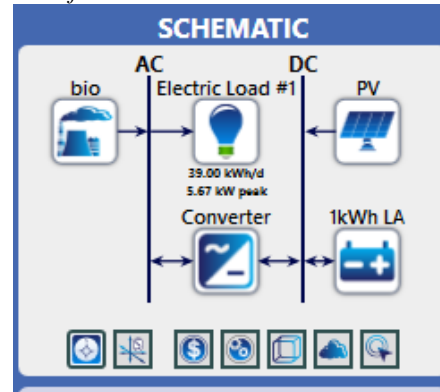 SCHEMATIC
AC DC
bio Electric Load #1 PV
39.00 kWh/d
5.67 kW peak
Converter 1kWh LA